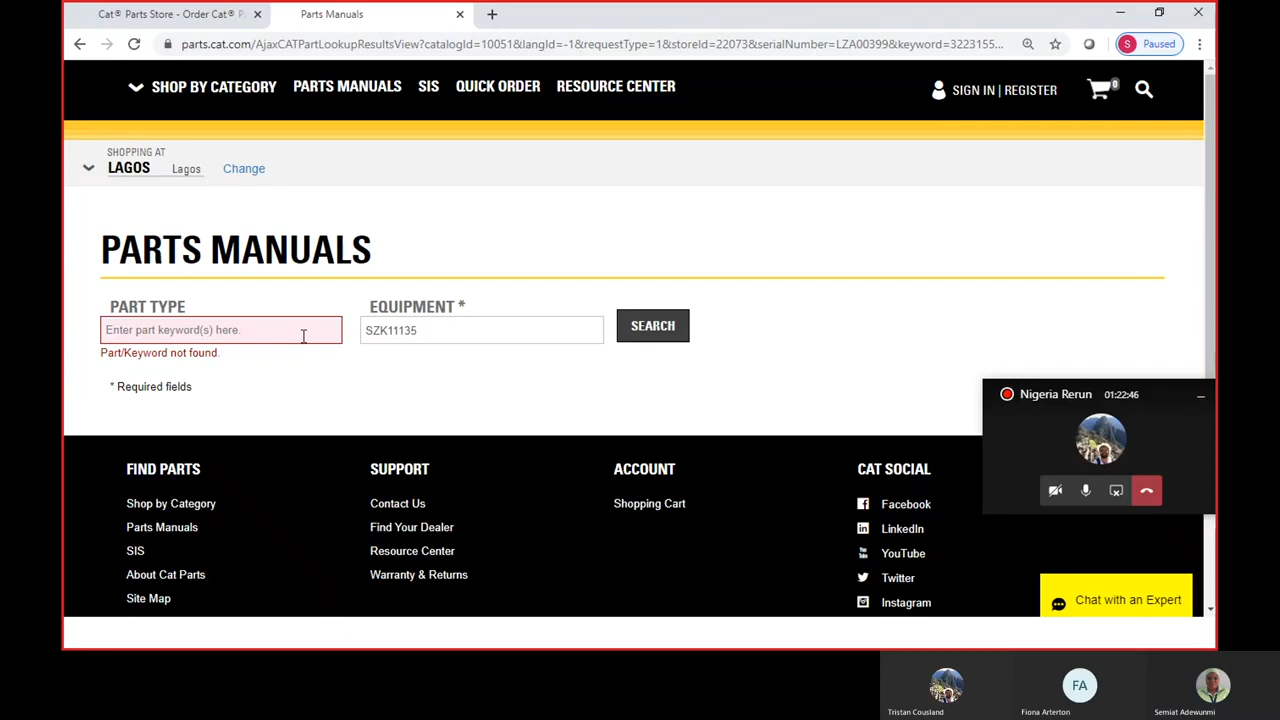 Cat® Parts Store - Order Cat® P
Parts Manuals
parts.cat.com/AjaxCATPartLookupResultsView?catalogId=10051&langId=-1&requestType=1&storeId=22073&serialNumber=LZA00399&keyword=3223155...
S Paused
SHOP BY CATEGORY PARTS MANUALS SIS QUICK ORDER RESOURCE CENTER
SIGN IN | REGISTER 0
SHOPPING AT
LAGOS Lagos Change
PARTS MANUALS
PART TYPE EQUIPMENT *
Enter part keyword(s) here. SZK11135 SEARCH
Part/Keyword not found.
* Required fields
Nigeria Rerun 01:22:46
FIND PARTS
Shop by Category
Parts Manuals
SIS
About Cat Parts
Site Map
SUPPORT
Contact Us
Find Your Dealer
Resource Center
Warranty & Returns
ACCOUNT
Shopping Cart
CAT SOCIAL
Facebook
LinkedIn
YouTube
Twitter
Instagram
Chat with an Expert
FA
Tristan Cousland Fiona Arterton Semiat Adewunmi